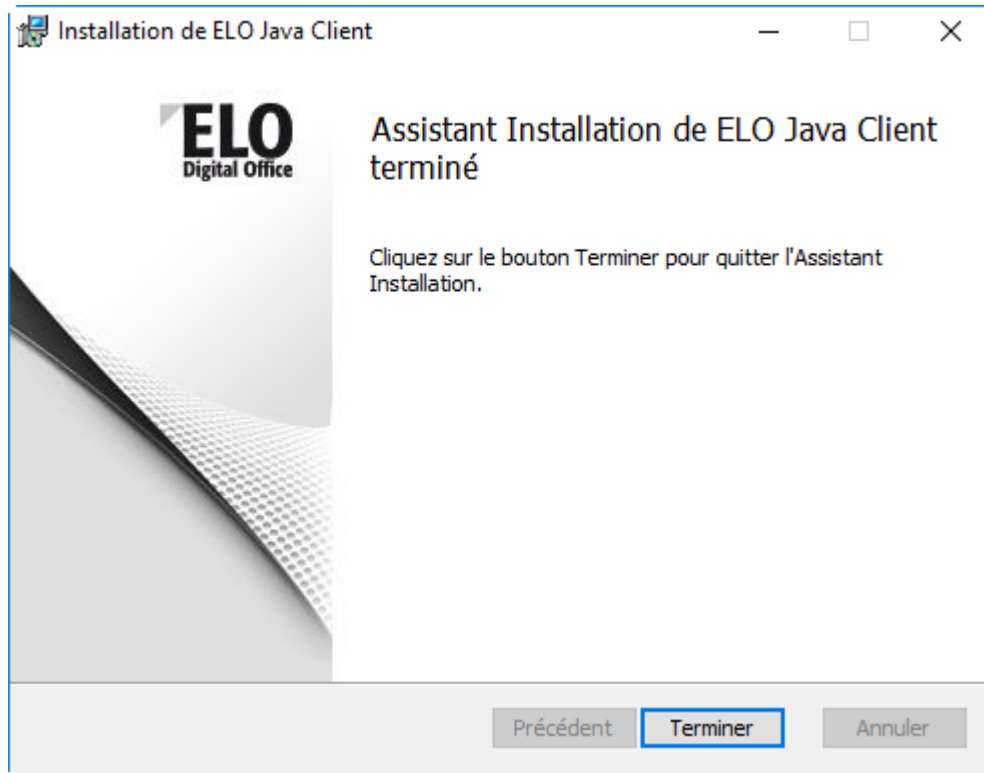 Installation de ELO Java Client
ELO
Digital Office
Assistant Installation de ELO Java Client
terminé
Cliquez sur le bouton Terminer pour quitter l'Assistant
Installation.
Précédent
Terminer
Annuler